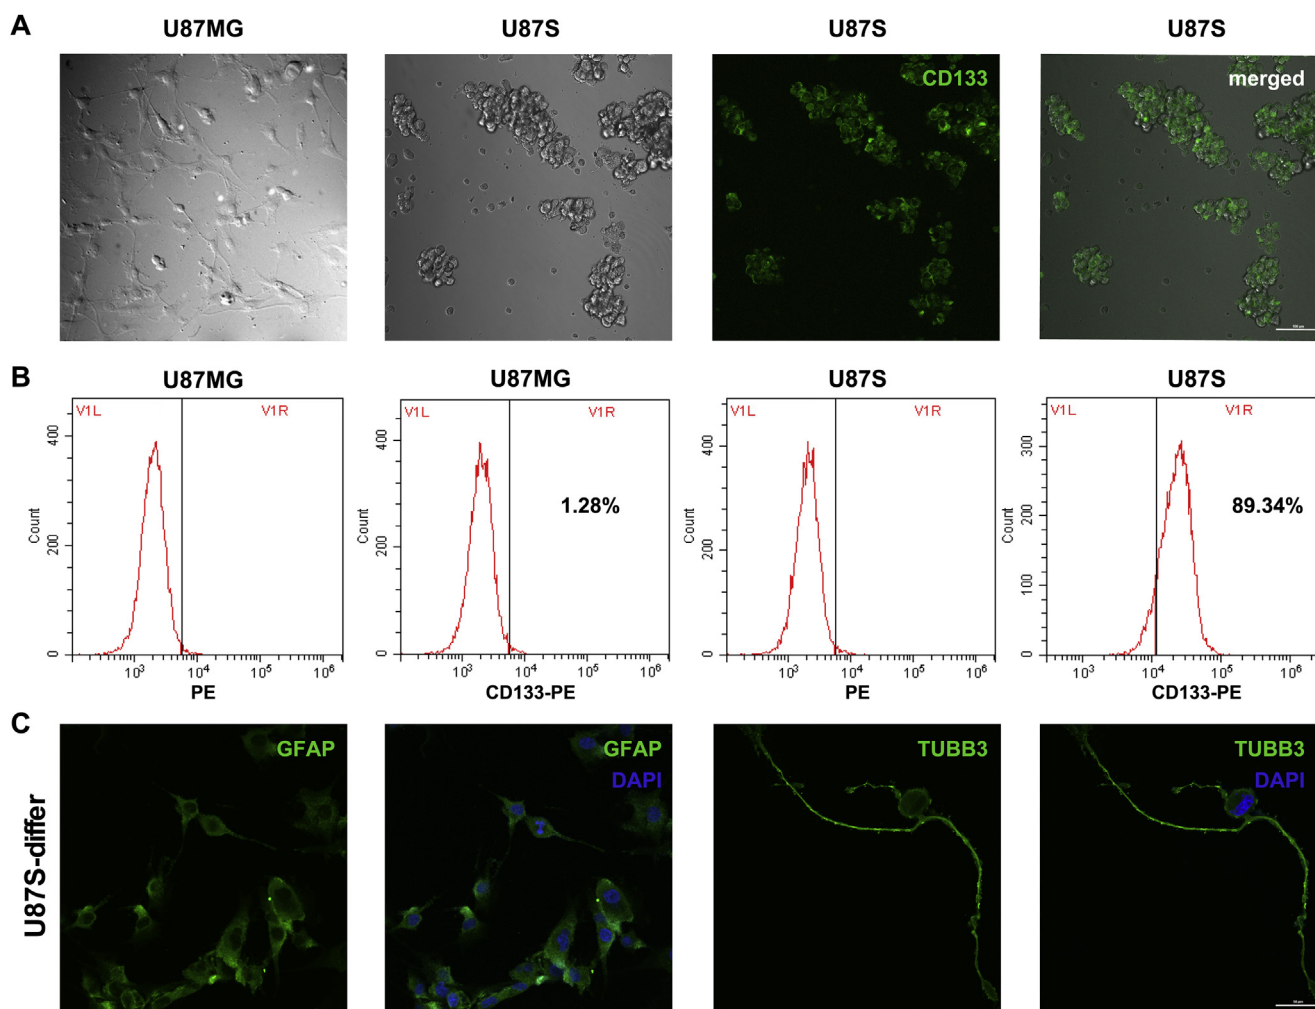 A
U87MG
U87S
U87S
U87S
CD133
merged
B
U87MG
U87MG
U87S
U87S
V1L
V1R
V1L
V1R
V1L
V1R
V1L
V1R
400
200
0
Count
10³
10⁴
10⁵
10⁶
PE
400
200
0
Count
1.28%
10³
10⁴
10⁵
10⁶
CD133-PE
400
200
0
Count
10³
10⁴
10⁵
10⁶
PE
300
200
100
0
Count
89.34%
10³
10⁴
10⁵
10⁶
CD133-PE
C
U87S-differ
GFAP
GFAP
DAPI
TUBB3
TUBB3
DAPI